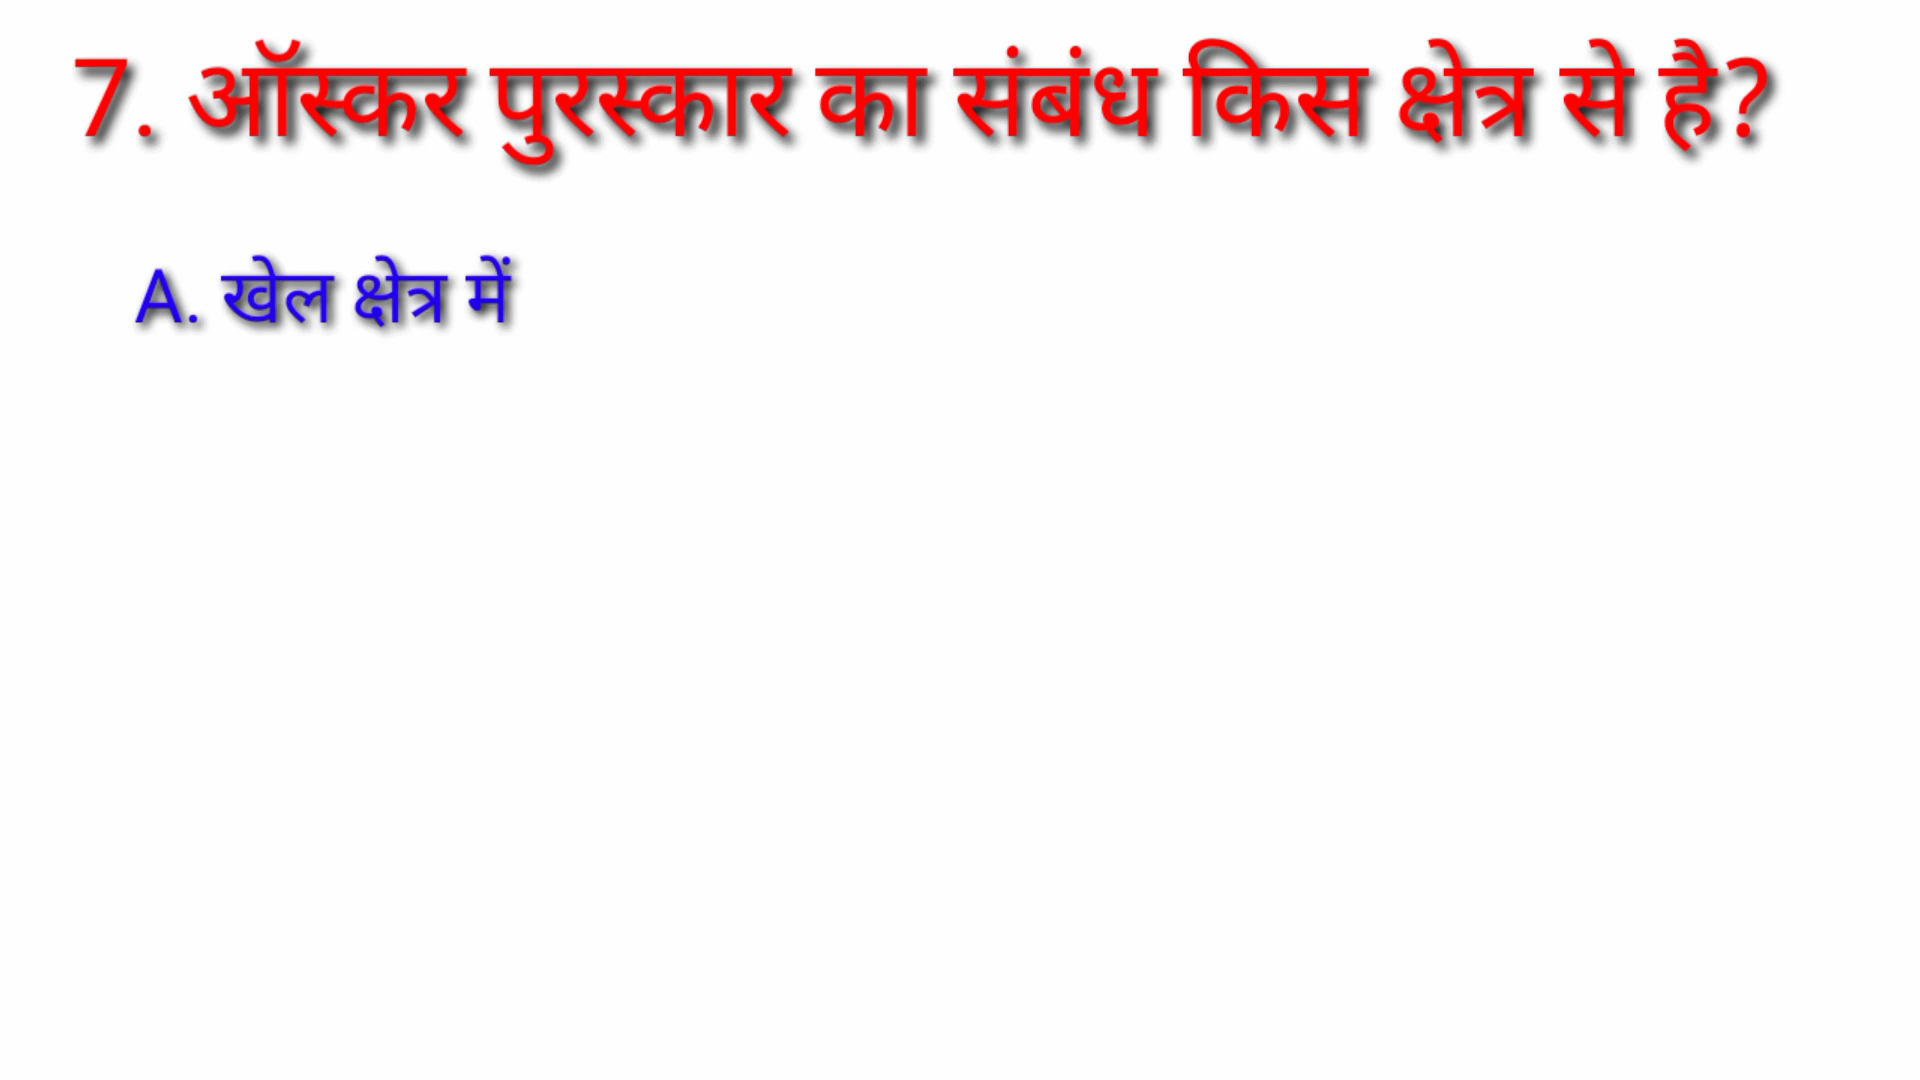 7. ऑस्कर पुरस्कार का संबंध किस क्षेत्र से है?
A. खेल क्षेत्र में